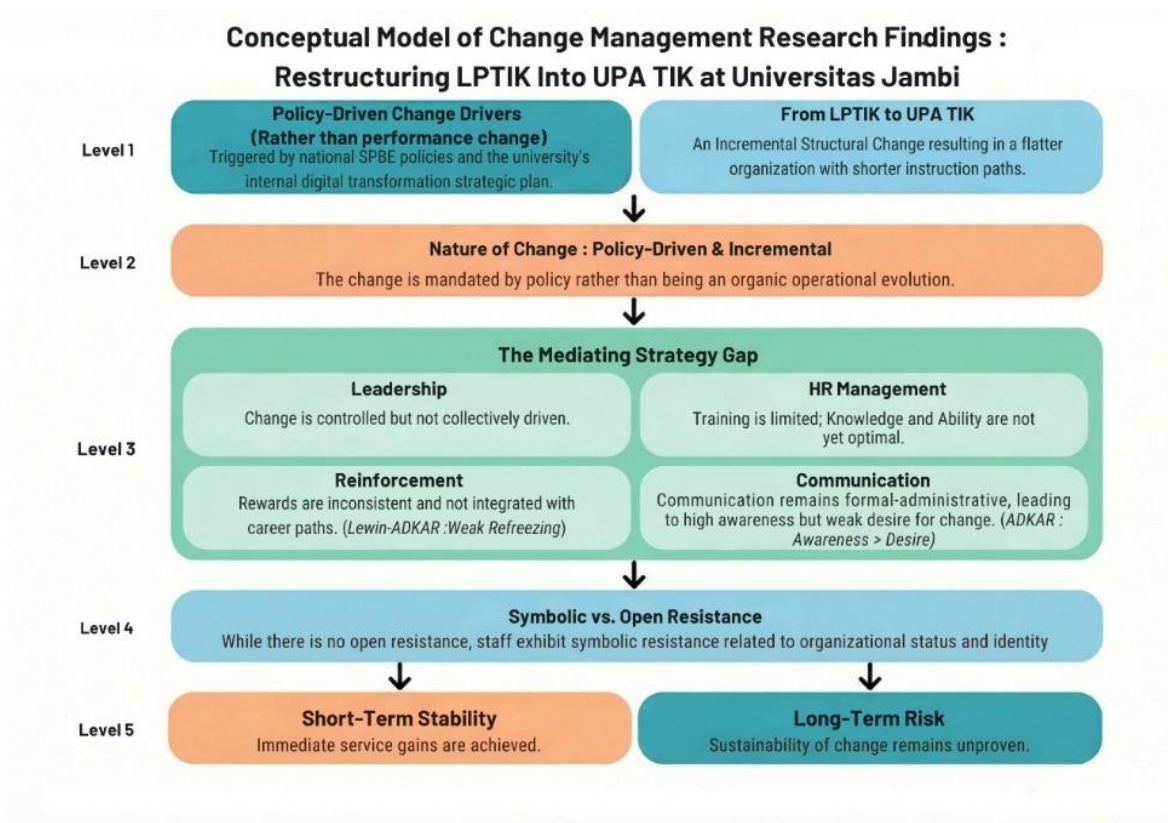 Conceptual Model of Change Management Research Findings :
Restructuring LPTIK Into UPA TIK at Universitas Jambi
Level 1
Policy-Driven Change Drivers
(Rather than performance change)
Triggered by national SPBE policies and the university's
internal digital transformation strategic plan.
From LPTIK to UPA TIK
An Incremental Structural Change resulting in a flatter
organization with shorter instruction paths.
Level 2
Nature of Change : Policy-Driven & Incremental
The change is mandated by policy rather than being an organic operational evolution.
Level 3
The Mediating Strategy Gap
Leadership
Change is controlled but not collectively driven.
HR Management
Training is limited; Knowledge and Ability are not
yet optimal.
Reinforcement
Rewards are inconsistent and not integrated with
career paths. (Lewin-ADKAR :Weak Refreezing)
Communication
Communication remains formal-administrative, leading
to high awareness but weak desire for change. (ADKAR :
Awareness > Desire)
Level 4
Symbolic vs. Open Resistance
While there is no open resistance, staff exhibit symbolic resistance related to organizational status and identity
Level 5
Short-Term Stability
Immediate service gains are achieved.
Long-Term Risk
Sustainability of change remains unproven.